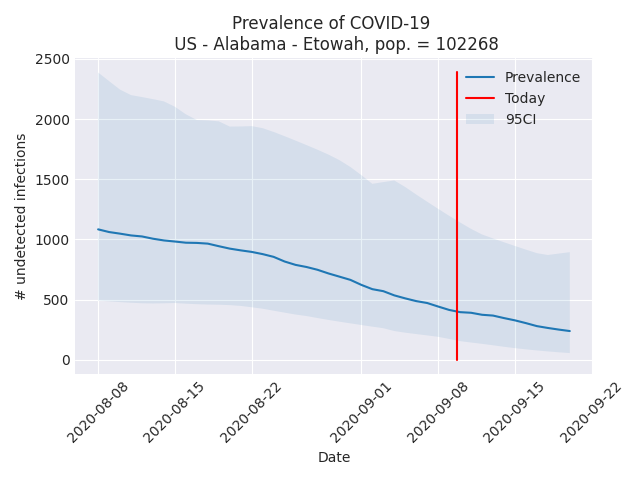 Prevalence of COVID-19
US - Alabama - Etowah, pop. = 102268
2500
2000
1500
1000
500
0
# undetected infections
Prevalence
Today
95CI
2020-08-08
2020-08-15
2020-08-22
2020-09-01
2020-09-08
2020-09-15
2020-09-22
Date